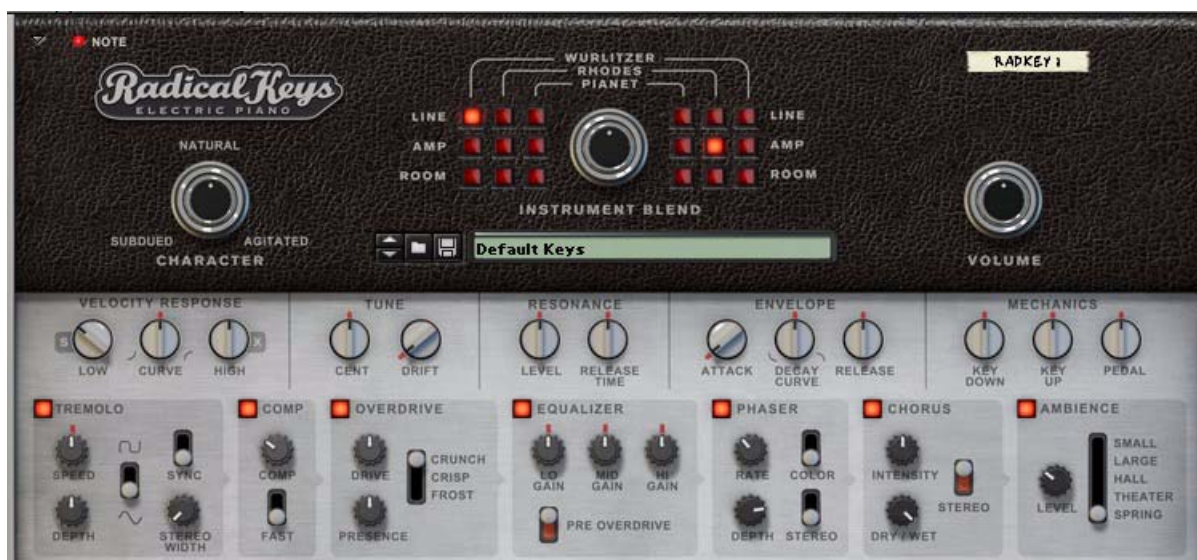 NOTE
Radical Keys
ELECTRIC PIANO
WURLITZER
RHODES
PIANET
LINE
LINE
AMP
AMP
ROOM
ROOM
INSTRUMENT BLEND
RADKEY 1
NATURAL
SUBDUED
AGITATED
CHARACTER
Default Keys
VOLUME
VELOCITY RESPONSE
S
X
LOW
CURVE
HIGH
TUNE
CENT
DRIFT
RESONANCE
LEVEL
RELEASE
TIME
ENVELOPE
ATTACK
DECAY
CURVE
RELEASE
MECHANICS
KEY
DOWN
KEY
UP
PEDAL
TREMOLO
SPEED
SYNC
DEPTH
STEREO
WIDTH
COMP
COMP
FAST
OVERDRIVE
DRIVE
CRUNCH
CRISP
FROST
PRESENCE
EQUALIZER
LO
GAIN
MID
GAIN
HI
GAIN
PRE OVERDRIVE
PHASER
RATE
COLOR
DEPTH
STEREO
CHORUS
INTENSITY
STEREO
DRY/WET
AMBIENCE
LEVEL
SMALL
LARGE
HALL
THEATER
SPRING